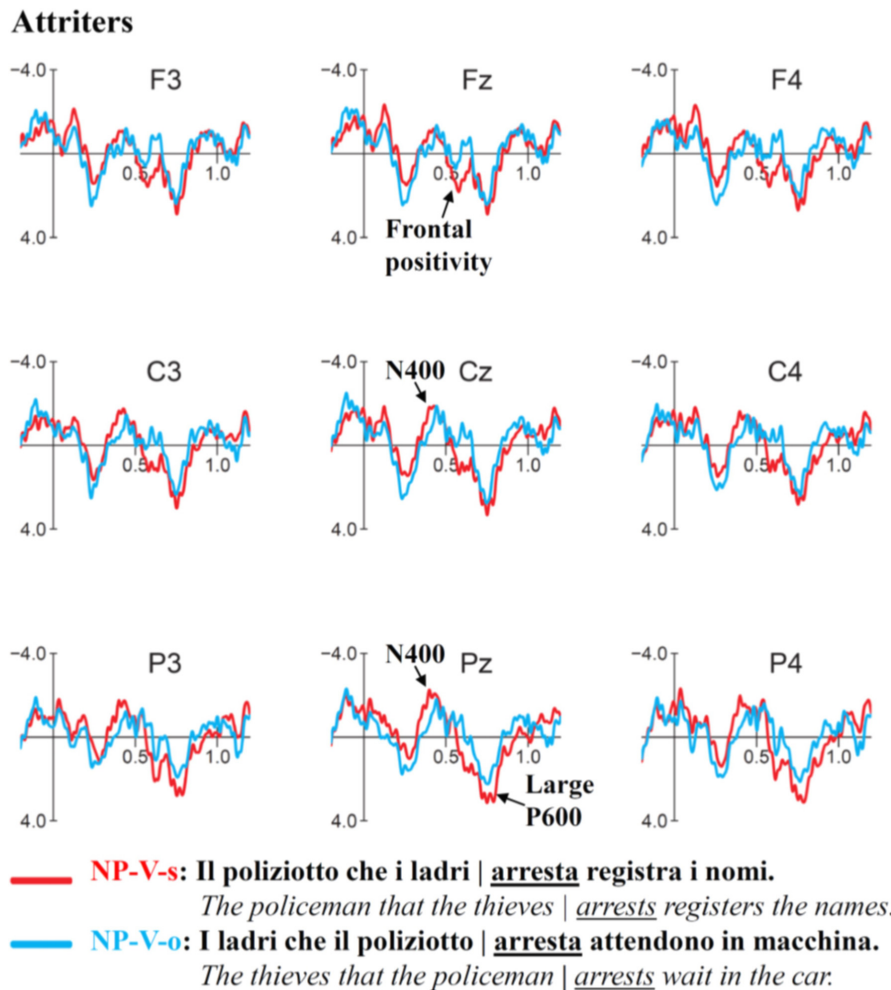 Attriters
−4.0 F3 −4.0 Fz −4.0 F4
0.5 1.0 0.5 1.0 0.5 1.0
4.0 4.0 4.0
Frontal
positivity
−4.0 C3 −4.0 N400 Cz −4.0 C4
0.5 1.0 0.5 1.0 0.5 1.0
4.0 4.0 4.0
−4.0 P3 −4.0 N400 Pz −4.0 P4
0.5 1.0 0.5 1.0 0.5 1.0
4.0 4.0 4.0
Large
P600
NP-V-s: Il poliziotto che i ladri | arresta registra i nomi.
The policeman that the thieves | arrests registers the names.
NP-V-o: I ladri che il poliziotto | arresta attendono in macchina.
The thieves that the policeman | arrests wait in the car.